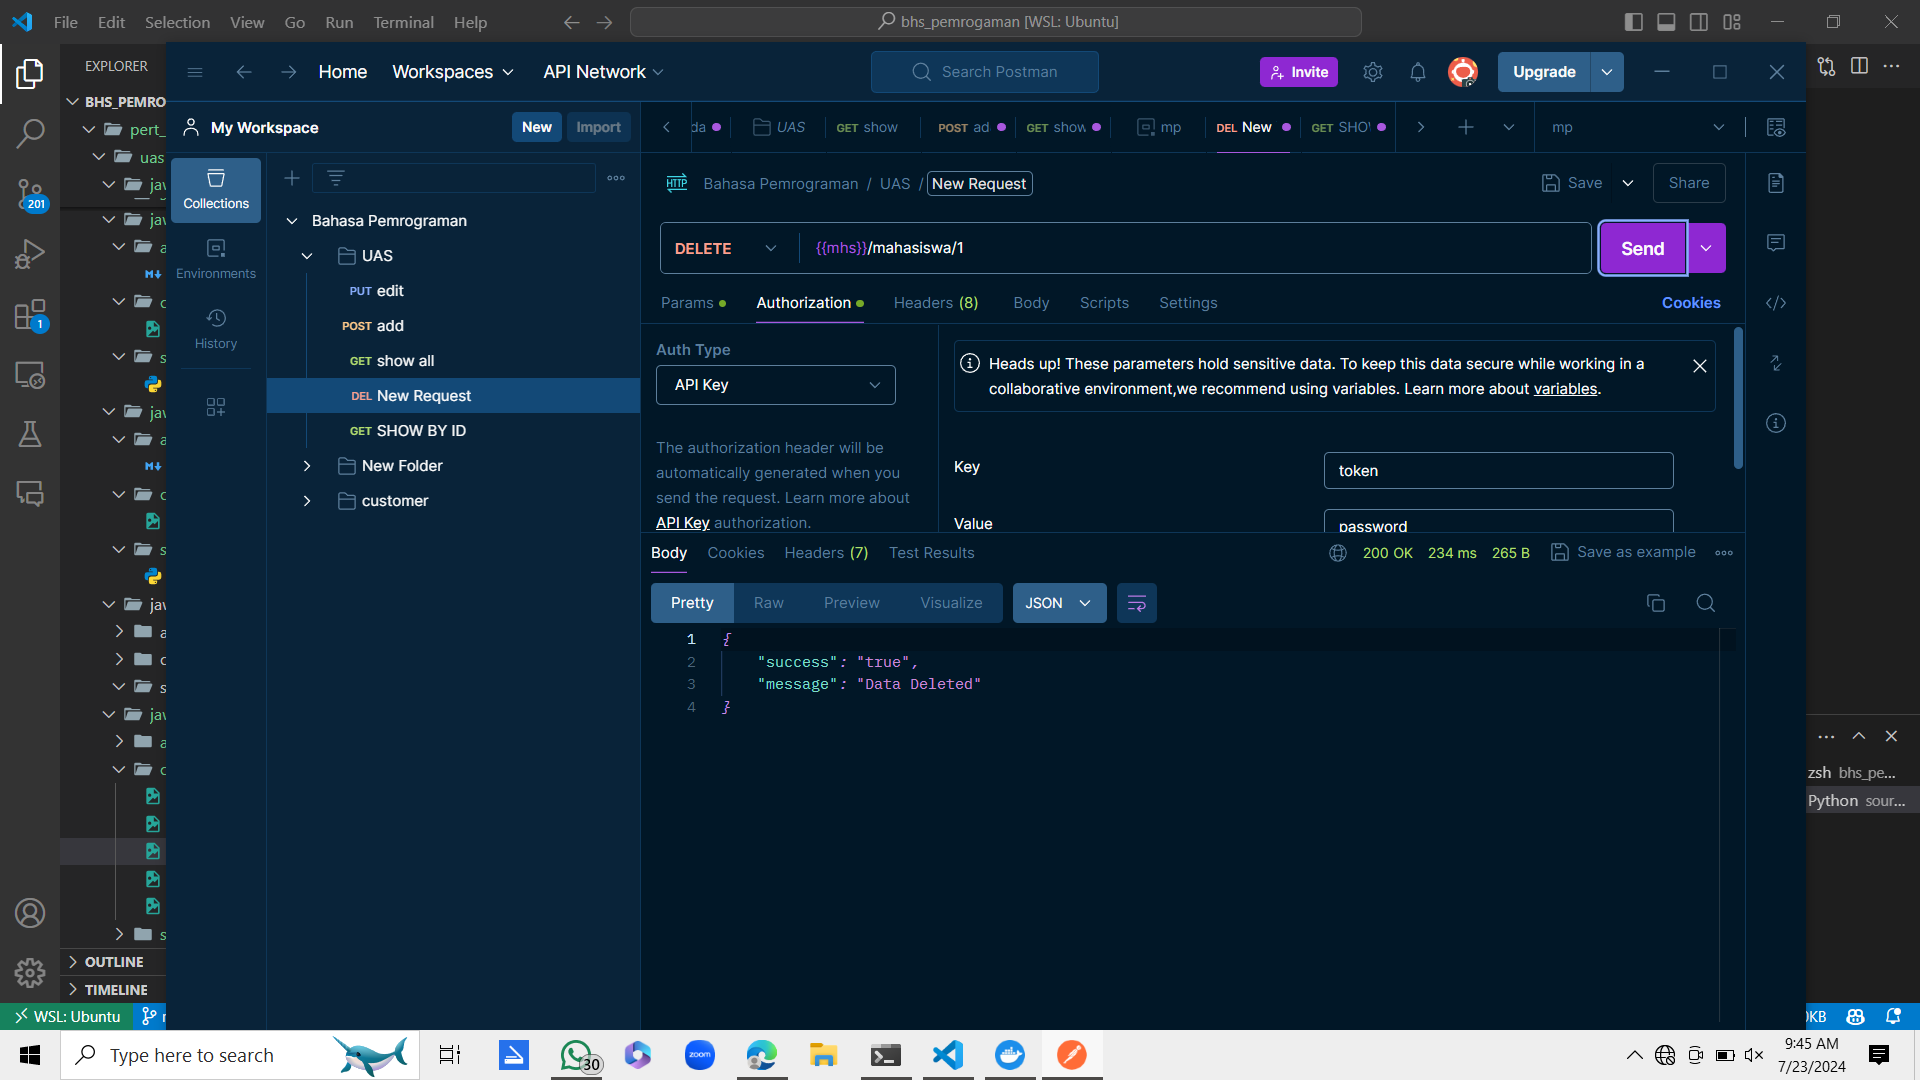 File Edit Selection View Go Run Terminal Help
bhs_pemrogaman [WSL: Ubuntu]
EXPLORER
BHS_PEMRO
pert_
uas
201
1
OUTLINE
TIMELINE
WSL: Ubuntu
Home Workspaces API Network
Search Postman
Invite
Upgrade
My Workspace
New Import
da
UAS
GET show
POST ad
GET show
mp
DEL New
GET SHO
mp
Collections
Environments
History
Bahasa Pemrograman
UAS
PUT edit
POST add
GET show all
DEL New Request
GET SHOW BY ID
New Folder
customer
HTTP Bahasa Pemrograman / UAS / New Request
Save Share
DELETE {{mhs}}/mahasiswa/1
Send
Params Authorization Headers (8) Body Scripts Settings Cookies
Auth Type
API Key
The authorization header will be
automatically generated when you
send the request. Learn more about
API Key authorization.
Heads up! These parameters hold sensitive data. To keep this data secure while working in a
collaborative environment,we recommend using variables. Learn more about variables.
Key token
Value password
Body Cookies Headers (7) Test Results
200 OK 234 ms 265 B Save as example
Pretty Raw Preview Visualize JSON
1 {
2 "success": "true",
3 "message": "Data Deleted"
4 }
zsh bhs_pe...
Python sour...
KB
Type here to search
30
zoom
9:45 AM
7/23/2024